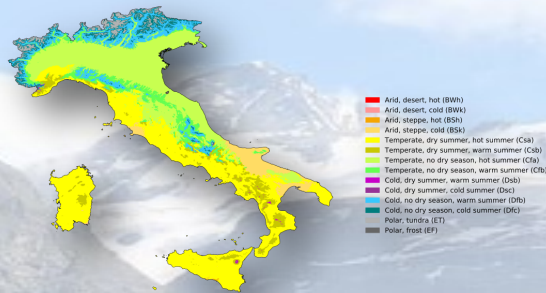 Arid, desert, hot (BWh)
Arid, desert, cold (BWk)
Arid, steppe, hot (BSh)
Arid, steppe, cold (BSk)
Temperate, dry summer, hot summer (Csa)
Temperate, dry summer, warm summer (Csb)
Temperate, no dry season, hot summer (Cfa)
Temperate, no dry season, warm summer (Cfb)
Cold, dry summer, warm summer (Dsb)
Cold, dry summer, cold summer (Dsc)
Cold, no dry season, warm summer (Dfb)
Cold, no dry season, cold summer (Dfc)
Polar, tundra (ET)
Polar, frost (EF)